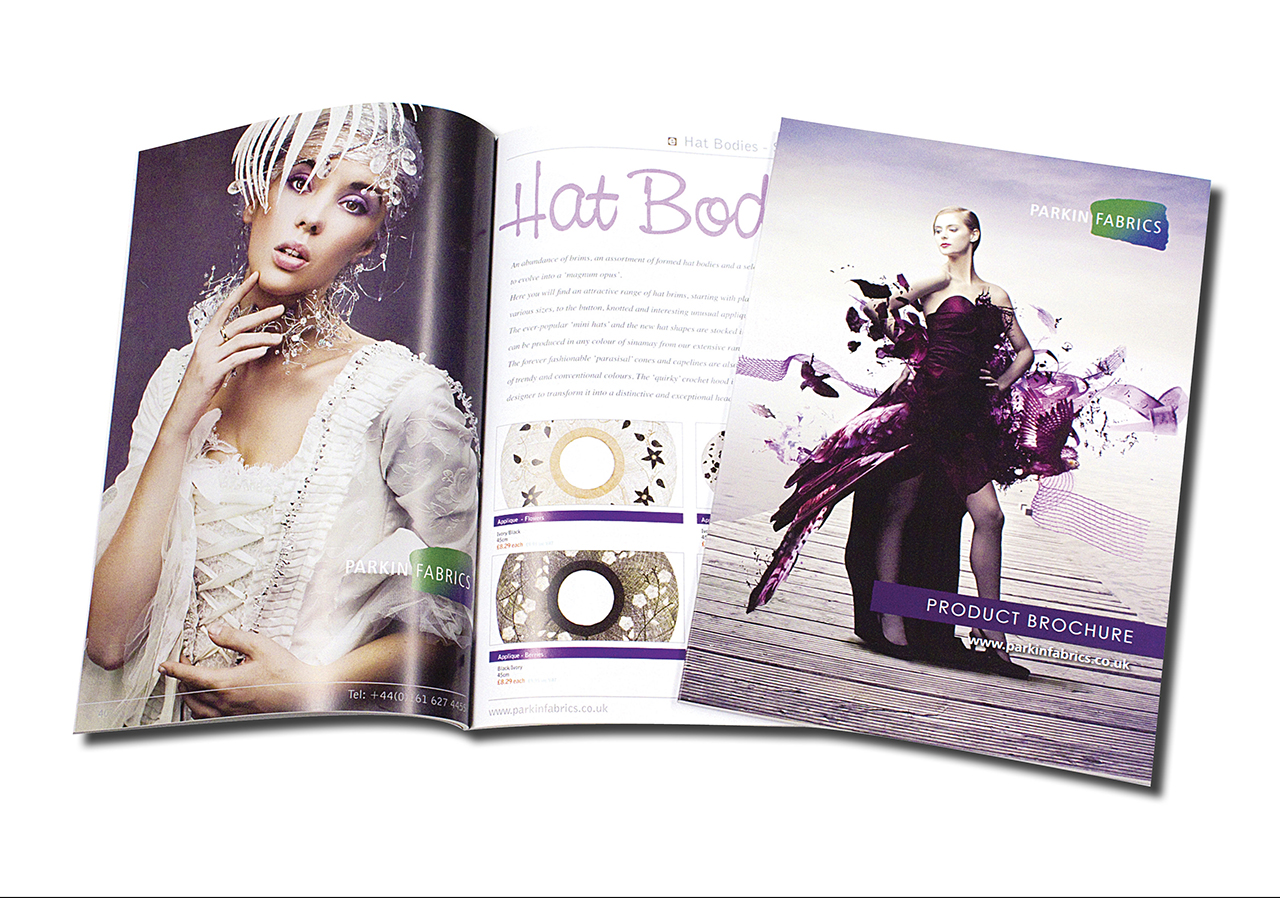 PARKIN FABRICS
Tel: +44(0)161 627 4455
Hat Bodies - S
Hat Bod
An abundance of brims, an assortment of formed hat bodies and a sele
to evolve into a 'magnum opus'.
Here you will find an attractive range of hat brims, starting with pla
various sizes, to the button, knotted and interesting unusual appliq
The ever-popular 'mini hats' and the new hat shapes are stocked i
can be produced in any colour of sinamay from our extensive ran
The forever fashionable 'parasisal' cones and capelines are als
of trendy and conventional colours. The 'quirky' crochet hood i
designer to transform it into a distinctive and exceptional head
Applique - Flowers
Ivory Black
45cm
£8.29 each
Applique - Berries
Black Ivory
45cm
£8.29 each
www.parkinfabrics.co.uk
PARKIN FABRICS
PRODUCT BROCHURE
www.parkinfabrics.co.uk